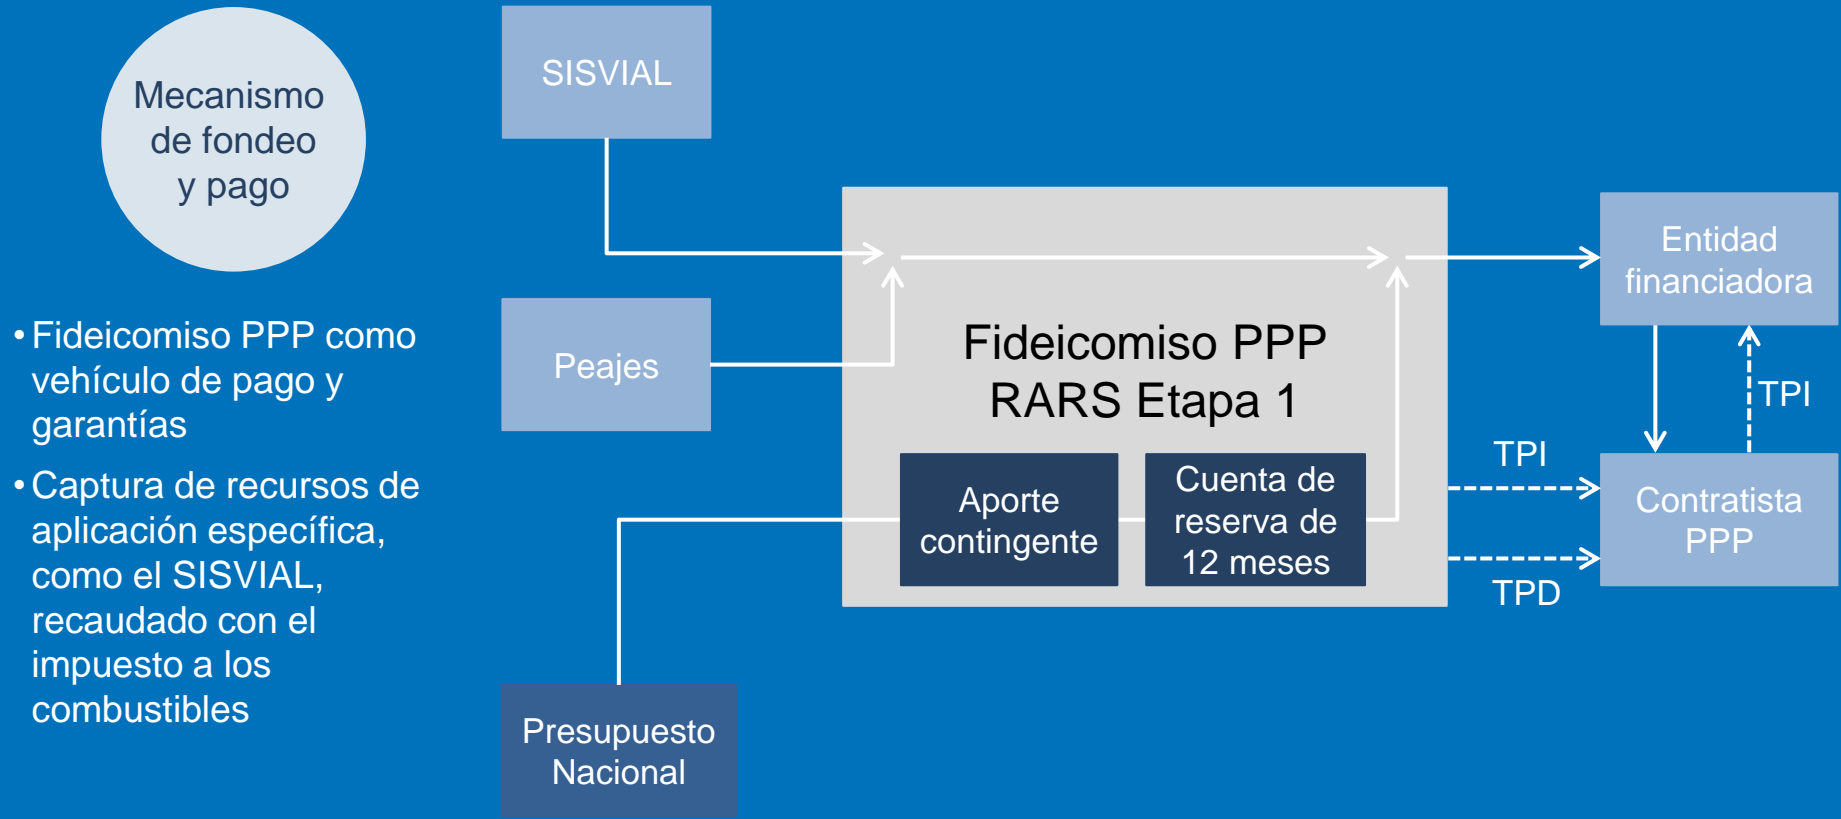 Mecanismo
de fondeo
y pago
• Fideicomiso PPP como
vehículo de pago y
garantías
• Captura de recursos de
aplicación específica,
como el SISVIAL,
recaudado con el
impuesto a los
combustibles
SISVIAL
Peajes
Presupuesto
Nacional
Fideicomiso PPP
RARS Etapa 1
Aporte
contingente
Cuenta de
reserva de
12 meses
TPI
TPD
Entidad
financiadora
TPI
Contratista
PPP